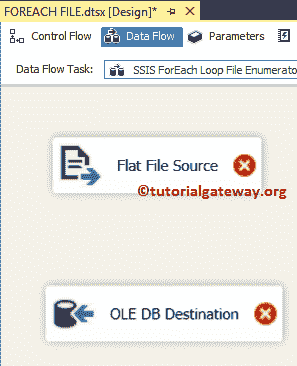 FOREACH FILE.dtsx [Design]*
Control Flow Data Flow Parameters
Data Flow Task: SSIS ForEach Loop File Enumerato
Flat File Source
©tutorialgateway.org
OLE DB Destination